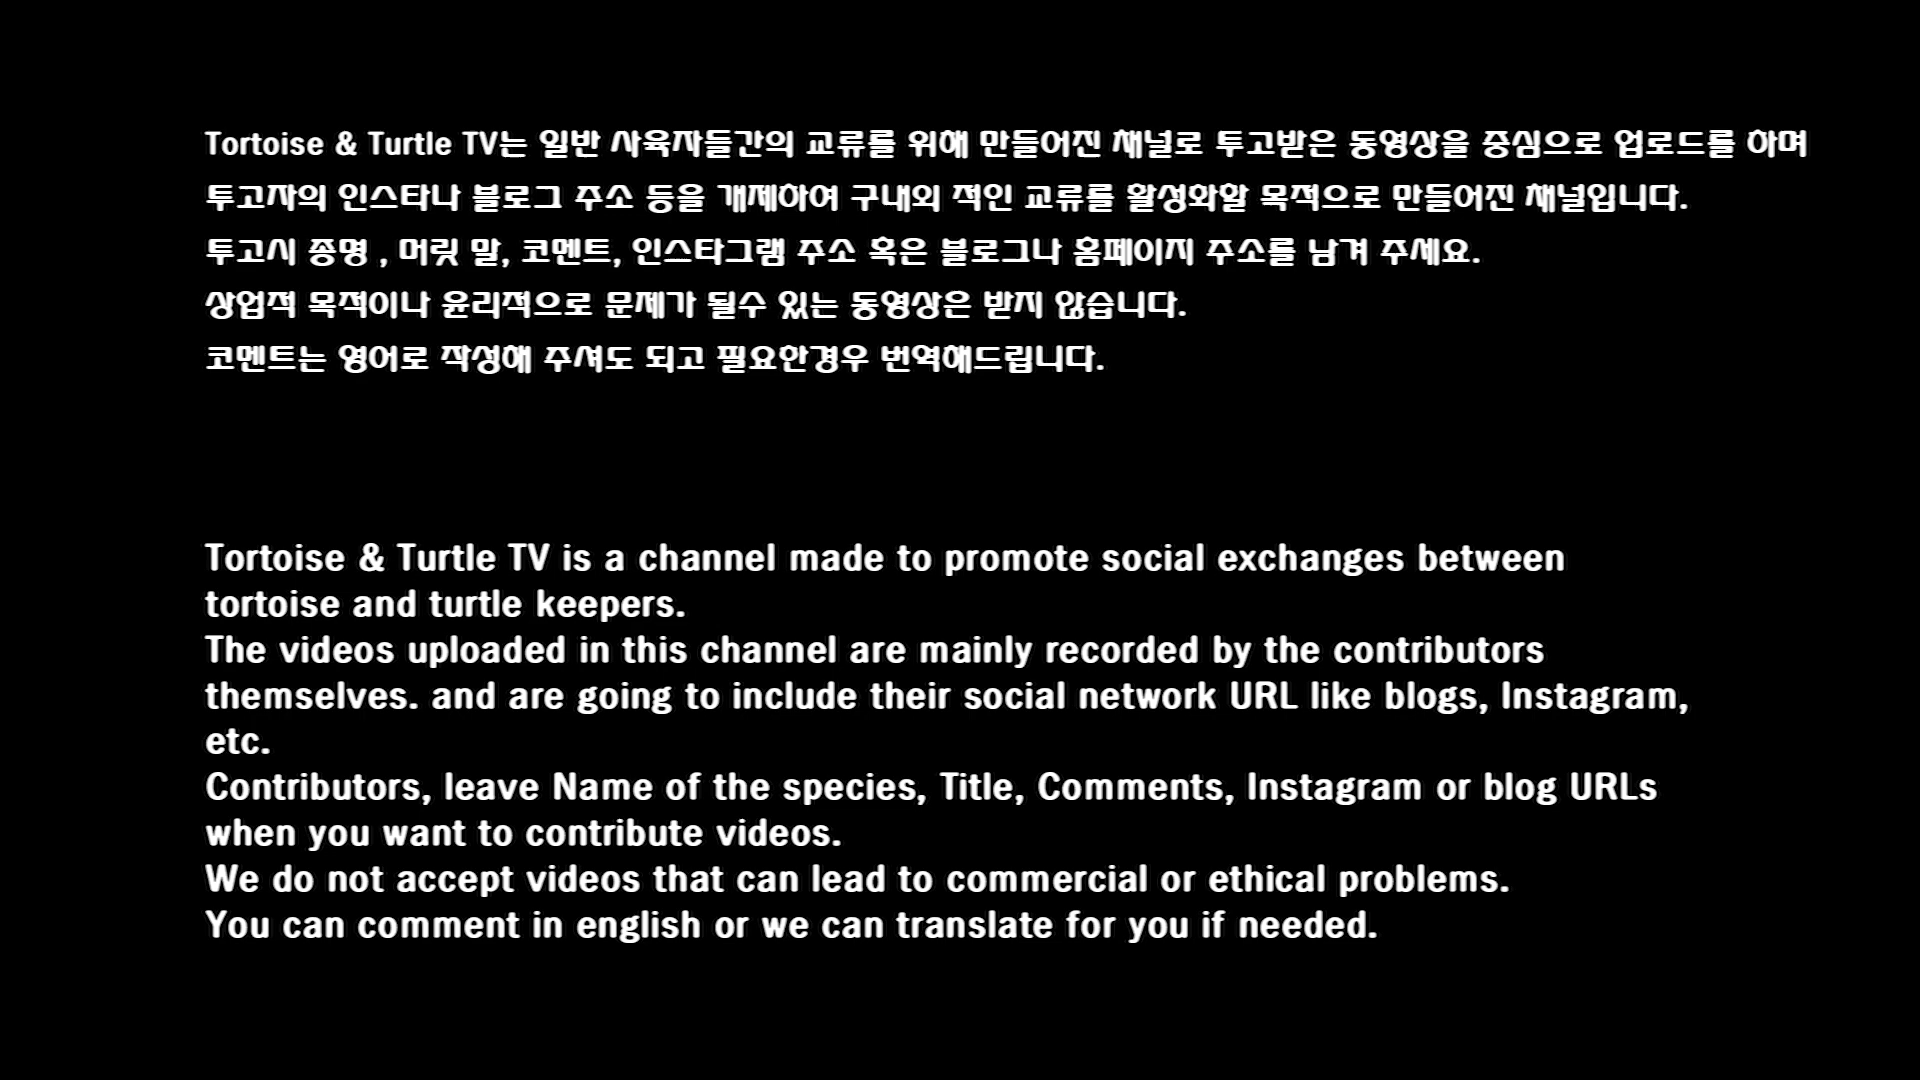 Tortoise & Turtle TV는 일반 사육자들간의 교류를 위해 만들어진 채널로 투고받은 동영상을 중심으로 업로드를 하며
투고자의 인스타나 블로그 주소 등을 개제하여 구내외 적인 교류를 활성화할 목적으로 만들어진 채널입니다.
투고시 종명 , 머릿 말, 코멘트, 인스타그램 주소 혹은 블로그나 홈페이지 주소를 남겨 주세요.
상업적 목적이나 윤리적으로 문제가 될수 있는 동영상은 받지 않습니다.
코멘트는 영어로 작성해 주셔도 되고 필요한경우 번역해드립니다.
Tortoise & Turtle TV is a channel made to promote social exchanges between
tortoise and turtle keepers.
The videos uploaded in this channel are mainly recorded by the contributors
themselves. and are going to include their social network URL like blogs, Instagram,
etc.
Contributors, leave Name of the species, Title, Comments, Instagram or blog URLs
when you want to contribute videos.
We do not accept videos that can lead to commercial or ethical problems.
You can comment in english or we can translate for you if needed.